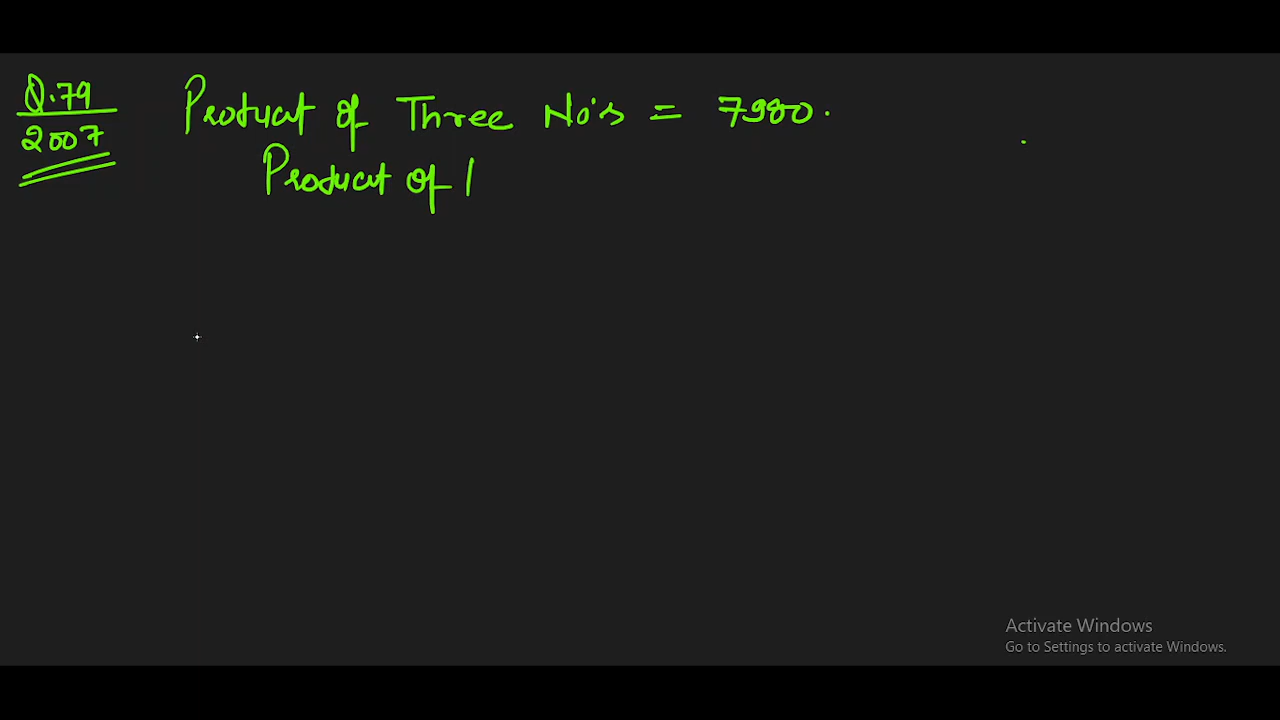 Q.79
2007
Product of Three No's = 7980.
Product of 1
Activate Windows
Go to Settings to activate Windows.